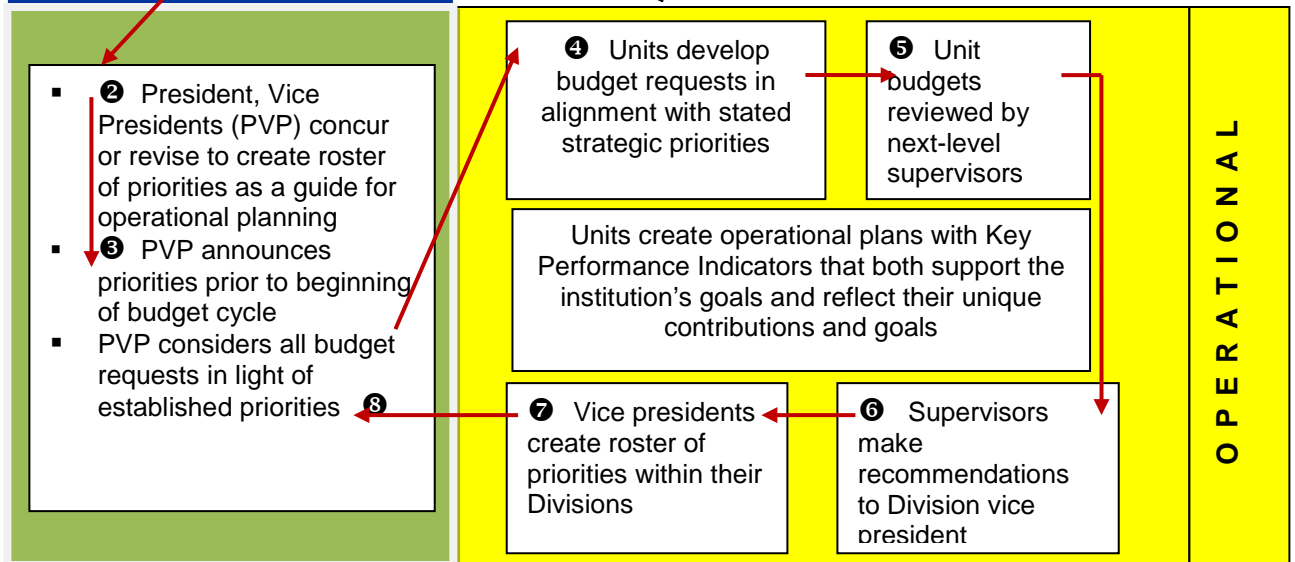 ▪ ❷ President, Vice
Presidents (PVP) concur
or revise to create roster
of priorities as a guide for
operational planning
▪ ❸ PVP announces
priorities prior to beginning
of budget cycle
▪ PVP considers all budget
requests in light of
established priorities ❽
❹ Units develop
budget requests in
alignment with stated
strategic priorities
❺ Unit
budgets
reviewed by
next-level
supervisors
Units create operational plans with Key
Performance Indicators that both support the
institution’s goals and reflect their unique
contributions and goals
❼ Vice presidents
create roster of
priorities within their
Divisions
❻ Supervisors
make
recommendations
to Division vice
president
OPERATIONAL